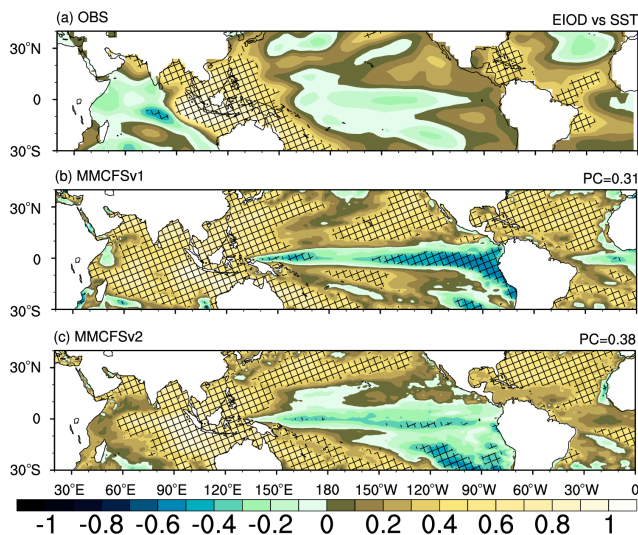 (a) OBS EIOD vs SST
30°N
0
30°S
(b) MMCFSv1 PC=0.31
30°N
0
30°S
(c) MMCFSv2 PC=0.38
30°N
0
30°S
30°E 60°E 90°E 120°E 150°E 180° 150°W 120°W 90°W 60°W 30°W 0°
-1 -0.8 -0.6 -0.4 -0.2 0 0.2 0.4 0.6 0.8 1